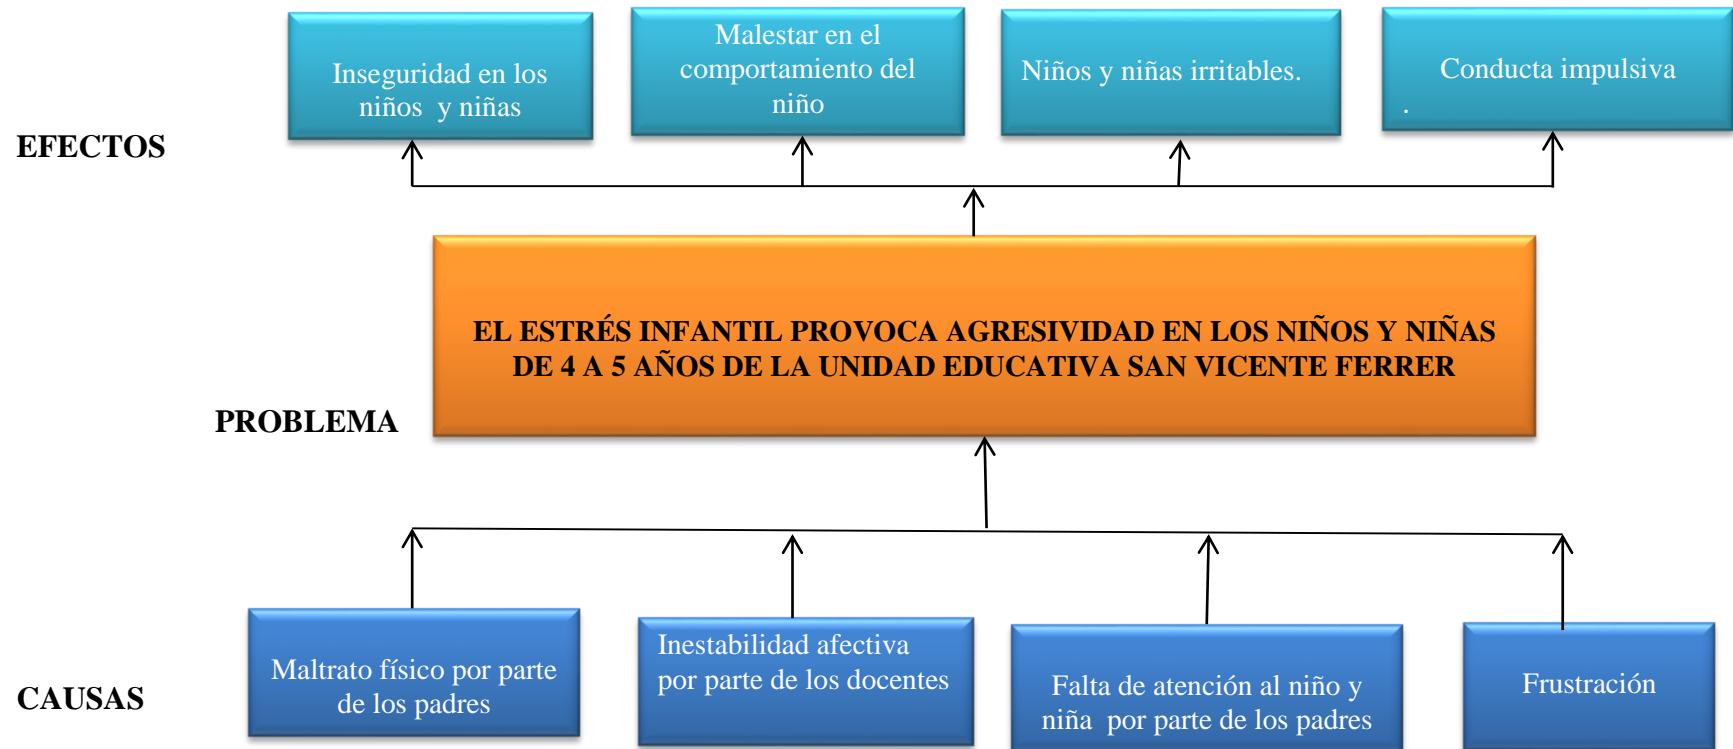 Inseguridad en los
niños y niñas
Malestar en el
comportamiento del
niño
Niños y niñas irritables.
Conducta impulsiva
.
EFECTOS
EL ESTRÉS INFANTIL PROVOCA AGRESIVIDAD EN LOS NIÑOS Y NIÑAS
DE 4 A 5 AÑOS DE LA UNIDAD EDUCATIVA SAN VICENTE FERRER
PROBLEMA
Maltrato físico por parte
de los padres
Inestabilidad afectiva
por parte de los docentes
Falta de atención al niño y
niña por parte de los padres
Frustración
CAUSAS